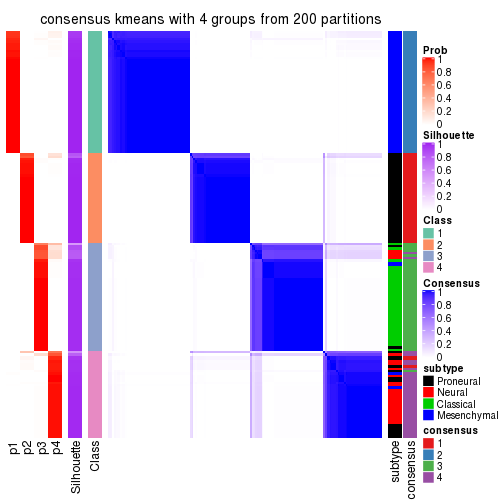 consensus kmeans with 4 groups from 200 partitions
Prob
1
0.8
0.6
0.4
0.2
0
Silhouette
1
0.8
0.6
0.4
0.2
0
Class
1
2
3
4
Consensus
1
0.8
0.6
0.4
0.2
0
subtype
Proneural
Neural
Classical
Mesenchymal
consensus
1
2
3
4
p1
p2
p3
p4
Silhouette
Class
subtype
consensus